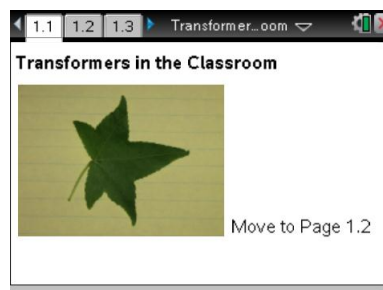 1.1 1.2 1.3 Transformer...oom
Transformers in the Classroom
Move to Page 1.2